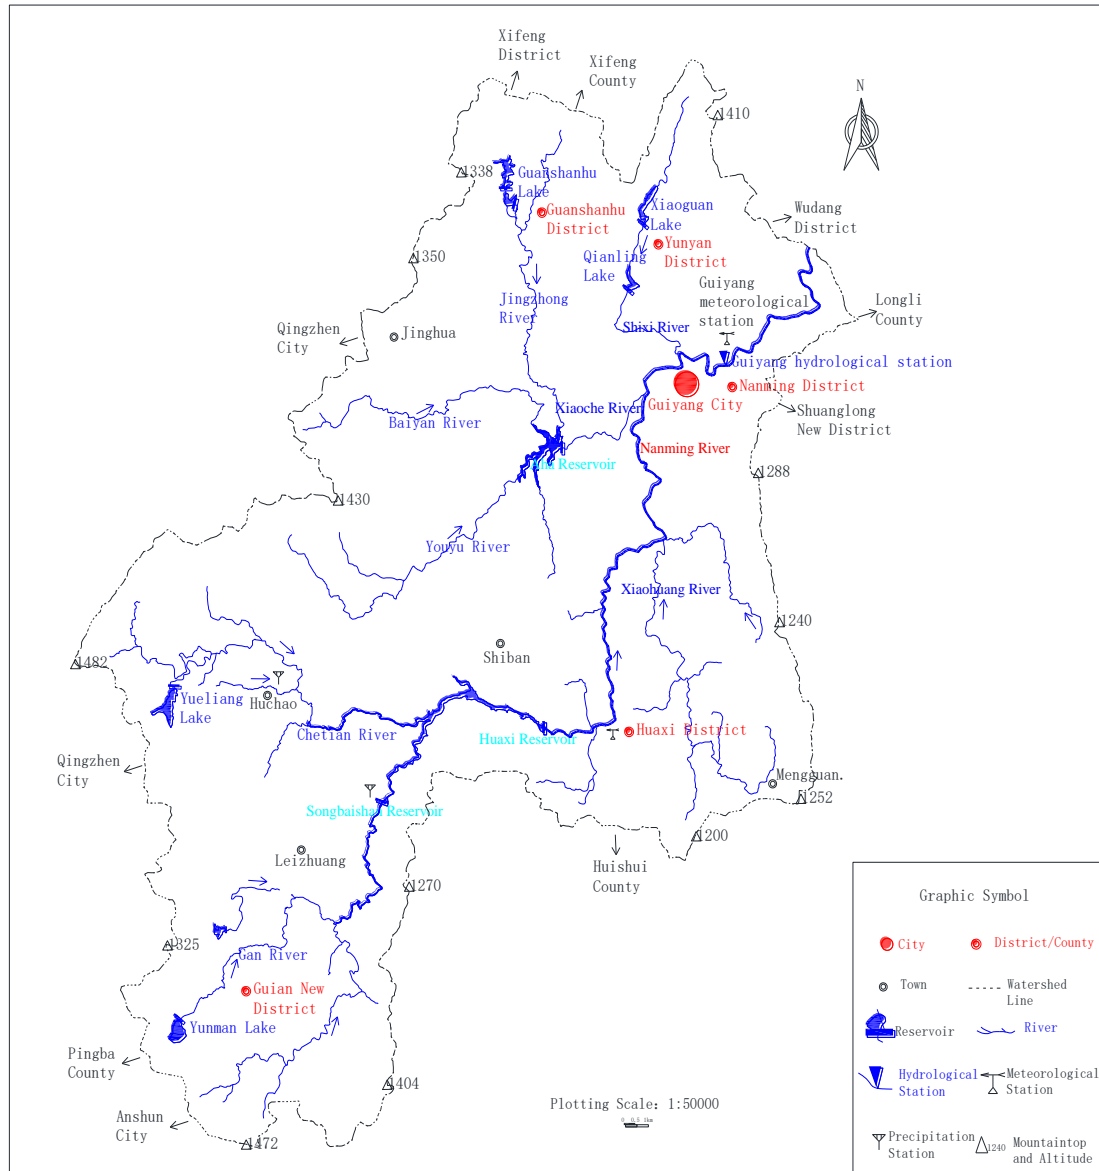 Xifeng
District
Xifeng
County
N
1410
1338
Guanshanhu
Lake
Guanshanhu
District
Xiaoguan
Lake
Wudang
District
Yunyan
District
Qianling
Lake
1350
Guiyang
meteorological
station
Jingzhong
River
Longli
County
Qingzhen
City
Jinghua
Shixi River
Guiyang hydrological station
Nanming District
Guiyang City
Xiaoche River
Baiyan River
Shuanglong
New District
Nanming River
Reservoir
1288
1430
Youyu River
Xiaohuang River
1240
Shiban
1482
Yueliang
Lake
Huchao
Chetian River
Huaxi Reservoir
Huaxi District
Qingzhen
City
Mengguan.
1252
Songbaishan Reservoir
1200
Leizhuang
Huishui
County
1270
1325
Gan River
Guian New
District
Yunman Lake
Pingba
County
1404
Anshun
City
1472
Plotting Scale: 1:50000
0 0.5 1km
Graphic Symbol
City
District/County
Town
Watershed
Line
Reservoir
River
Hydrological
Station
Meteorological
Station
Precipitation
Station
1240
Mountaintop
and Altitude